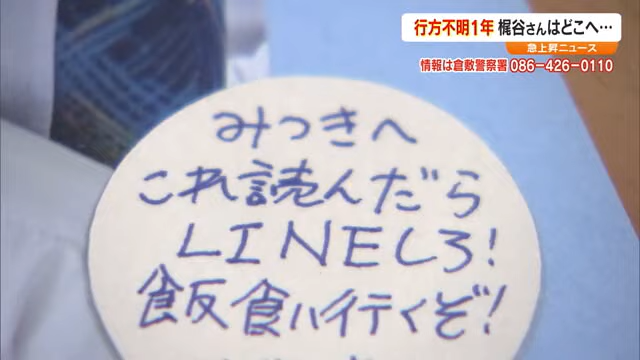 行方不明1年 梶谷さんはどこへ…
急上昇ニュース
情報は倉敷警察署 086-426-0110
みつきへ
これ読んだら
LINEしろ!
飯食いイテくぞ!